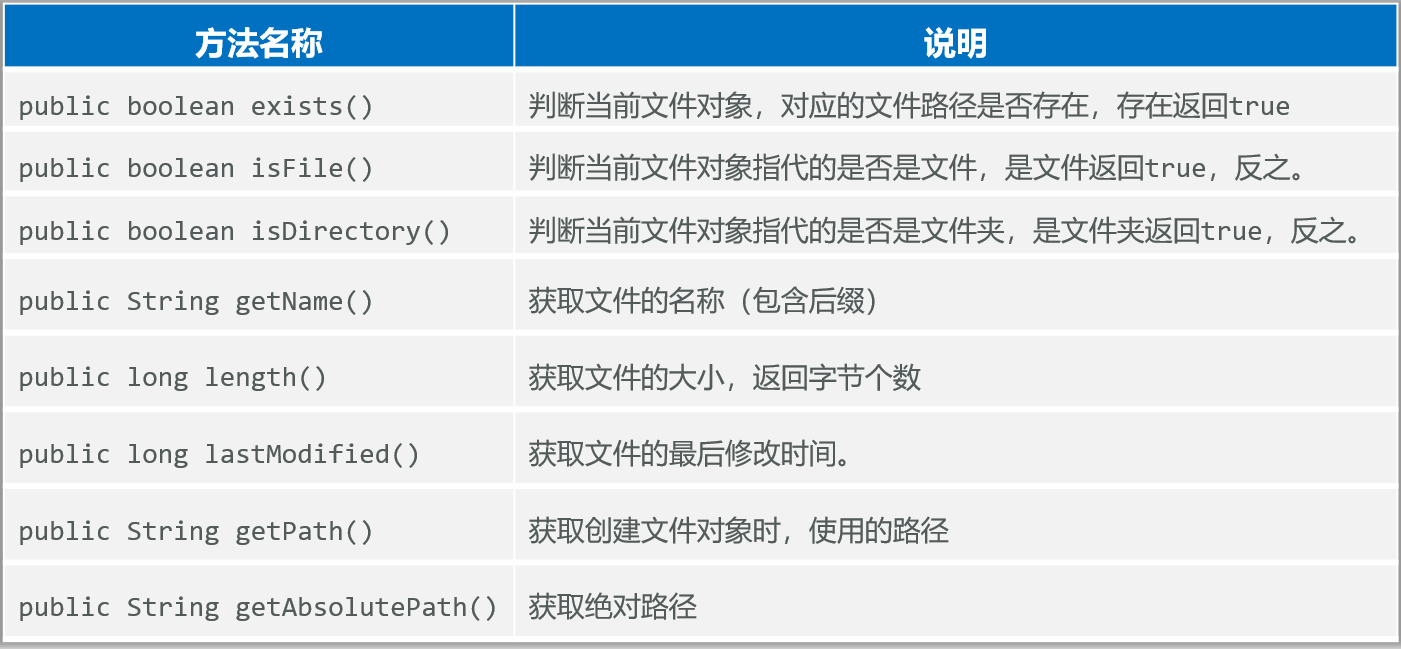 方法名称 说明
public boolean exists() 判断当前文件对象，对应的文件路径是否存在，存在返回true
public boolean isFile() 判断当前文件对象指代的是否是文件，是文件返回true，反之。
public boolean isDirectory() 判断当前文件对象指代的是否是文件夹，是文件夹返回true，反之。
public String getName() 获取文件的名称（包含后缀）
public long length() 获取文件的大小，返回字节个数
public long lastModified() 获取文件的最后修改时间。
public String getPath() 获取创建文件对象时，使用的路径
public String getAbsolutePath() 获取绝对路径